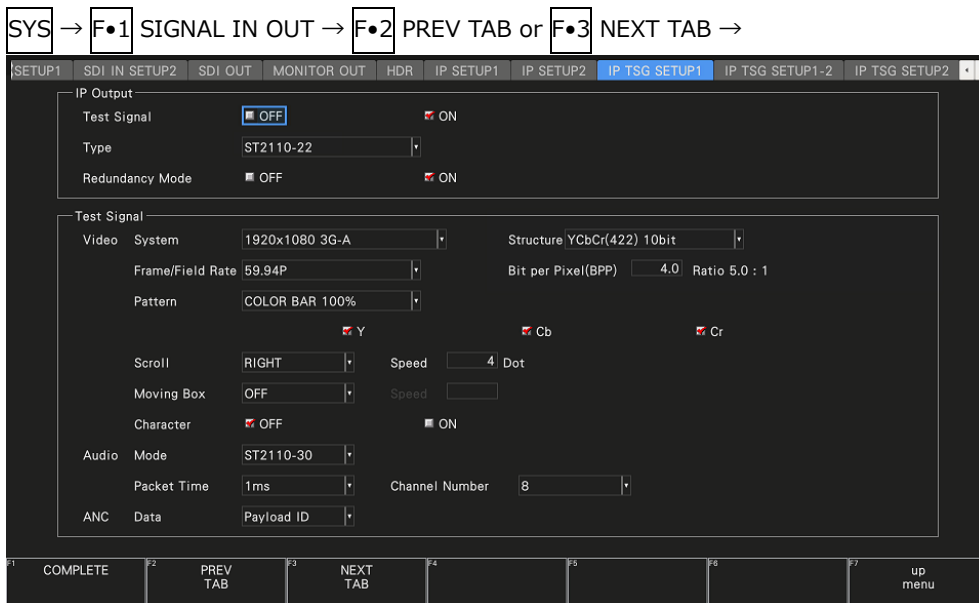 SYS → F•1 SIGNAL IN OUT → F•2 PREV TAB or F•3 NEXT TAB →
SETUP1 SDI IN SETUP2 SDI OUT MONITOR OUT HDR IP SETUP1 IP SETUP2 IP TSG SETUP1 IP TSG SETUP1-2 IP TSG SETUP2
IP Output
Test Signal OFF ON
Type ST2110-22
Redundancy Mode OFF ON
Test Signal
Video System 1920x1080 3G-A Structure YCbCr(422) 10bit
Frame/Field Rate 59.94P Bit per Pixel(BPP) 4.0 Ratio 5.0 : 1
Pattern COLOR BAR 100%
Y Cb Cr
Scroll RIGHT Speed 4 Dot
Moving Box OFF Speed
Character OFF ON
Audio Mode ST2110-30
Packet Time 1ms Channel Number 8
ANC Data Payload ID
F1 COMPLETE F2 PREV TAB F3 NEXT TAB F4 F5 F6 F7 up menu